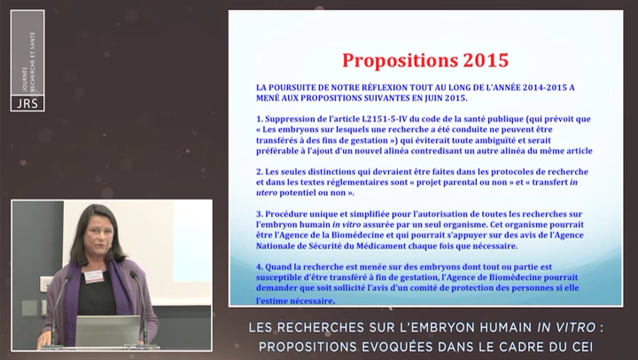 JOURNÉE
RECHERCHE ET SANTÉ
JRS
Propositions 2015
LA POURSUITE DE NOTRE RÉFLEXION TOUT AU LONG DE L'ANNÉE 2014-2015 A
MENÉ AUX PROPOSITIONS SUIVANTES EN JUIN 2015.
1. Suppression de l'article L2151-5-IV du code de la santé publique (qui prévoit que
« Les embryons sur lesquels une recherche a été conduite ne peuvent être
transférés à des fins de gestation ») qui éviterait toute ambiguïté et serait
préférable à l'ajout d'un nouvel alinéa contredisant un autre alinéa du même article
2. Les seules distinctions qui devraient être faites dans les protocoles de recherche
et dans les textes réglementaires sont « projet parental ou non » et « transfert in
utero potentiel ou non ».
3. Procédure unique et simplifiée pour l'autorisation de toutes les recherches sur
l'embryon humain in vitro assurée par un seul organisme. Cet organisme pourrait
être l'Agence de la Biomédecine et qui pourrait s'appuyer sur des avis de l'Agence
Nationale de Sécurité du Médicament chaque fois que nécessaire.
4. Quand la recherche est menée sur des embryons dont tout ou partie est
susceptible d'être transféré à fin de gestation, l'Agence de Biomédecine pourrait
demander que soit sollicité l'avis d'un comité de protection des personnes si elle
l'estime nécessaire.
LES RECHERCHES SUR L'EMBRYON HUMAIN IN VITRO :
PROPOSITIONS EVOQUÉES DANS LE CADRE DU CEI